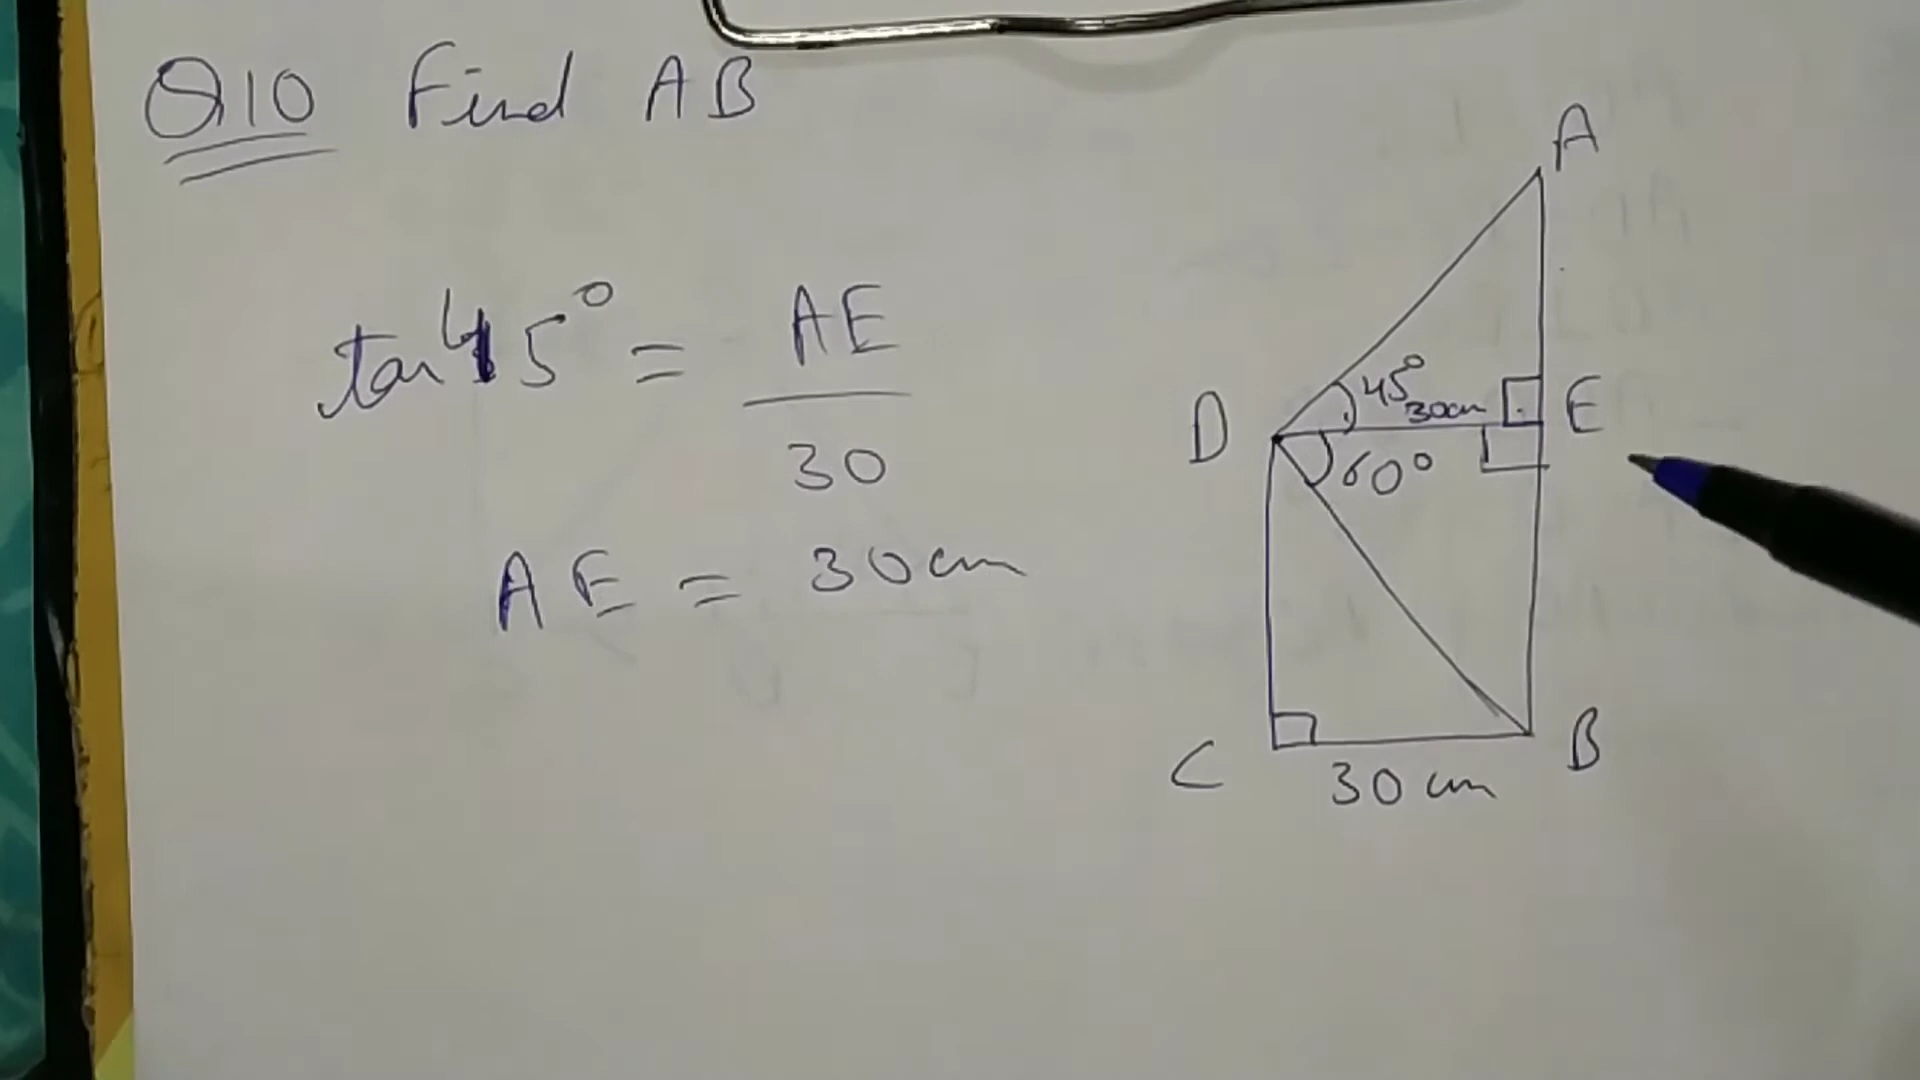 Q10 Find AB
tan 45° = AE
30
AE = 30 cm
A
D
45°
30cm
E
60°
C
B
30 cm